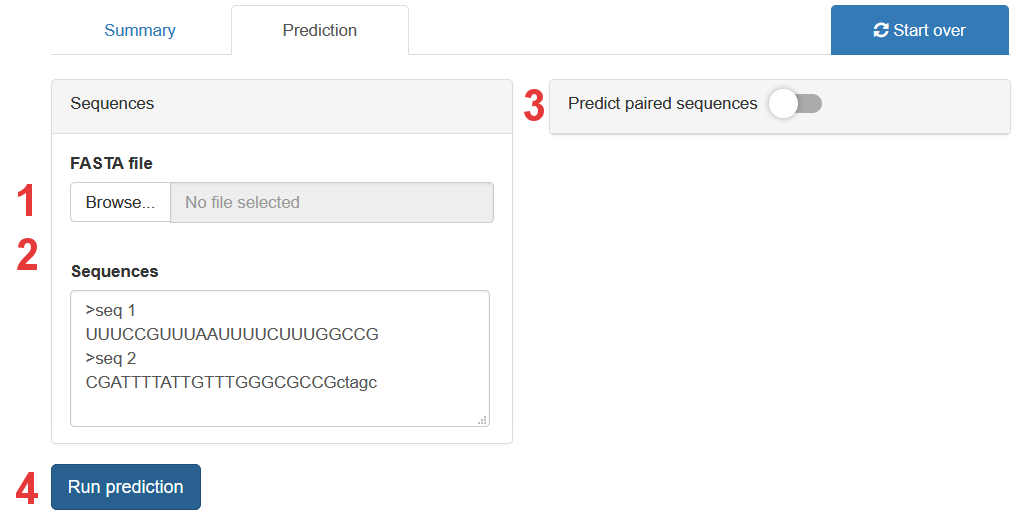 Summary
Prediction
Start over
Sequences
3
Predict paired sequences
FASTA file
1
Browse...
No file selected
2
Sequences
>seq 1
UUUCCGUUUAAUUUUCUUUGGCCG
>seq 2
CGATTTTATTGTTTGGGCGCCGctagc
4
Run prediction